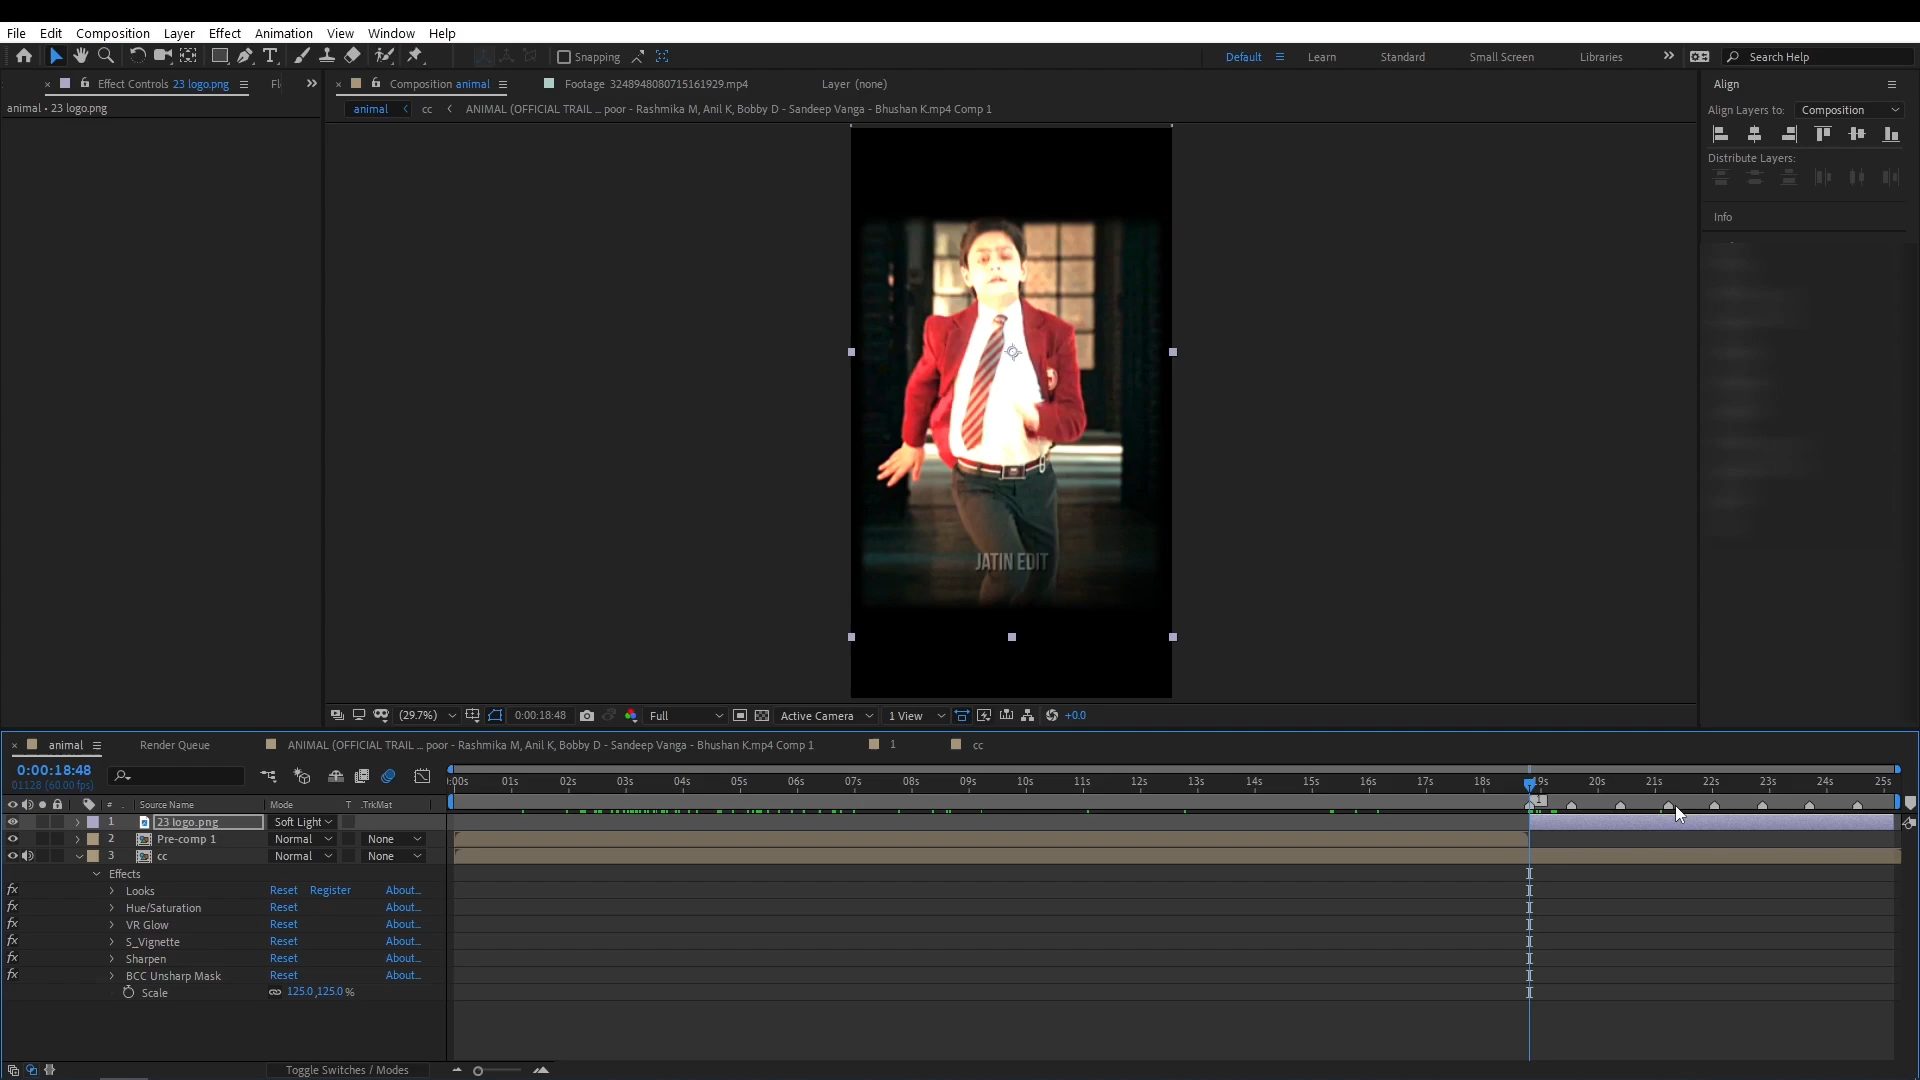 File Edit Composition Layer Effect Animation View Window Help
Snapping Default Learn Standard Small Screen Libraries Search Help
Effect Controls 23 logo.png Composition animal Footage 3248948080715161929.mp4 Layer (none) Align
animal • 23 logo.png animal cc ANIMAL (OFFICIAL TRAIL ... poor - Rashmika M, Anil K, Bobby D - Sandeep Vanga - Bhushan K.mp4 Comp 1 Align Layers to: Composition
Distribute Layers:
Info
JATIN EDIT
(29.7%) 0:00:18:48 Full Active Camera 1 View +0.0
animal Render Queue ANIMAL (OFFICIAL TRAIL ... poor - Rashmika M, Anil K, Bobby D - Sandeep Vanga - Bhushan K.mp4 Comp 1 1 cc
0:00:18:48
01128 (60.00 fps)
:00s 01s 02s 03s 04s 05s 06s 07s 08s 09s 10s 11s 12s 13s 14s 15s 16s 17s 18s 19s 20s 21s 22s 23s 24s 25s
# Source Name Mode T .TrkMat 1
1 23 logo.png Soft Light
2 Pre-comp 1 Normal None
3 cc Normal None
Effects
fx Looks Reset Register About...
fx Hue/Saturation Reset About...
fx VR Glow Reset About...
fx S_Vignette Reset About...
fx Sharpen Reset About...
fx BCC Unsharp Mask Reset About...
Scale 125.0,125.0 %
Toggle Switches / Modes